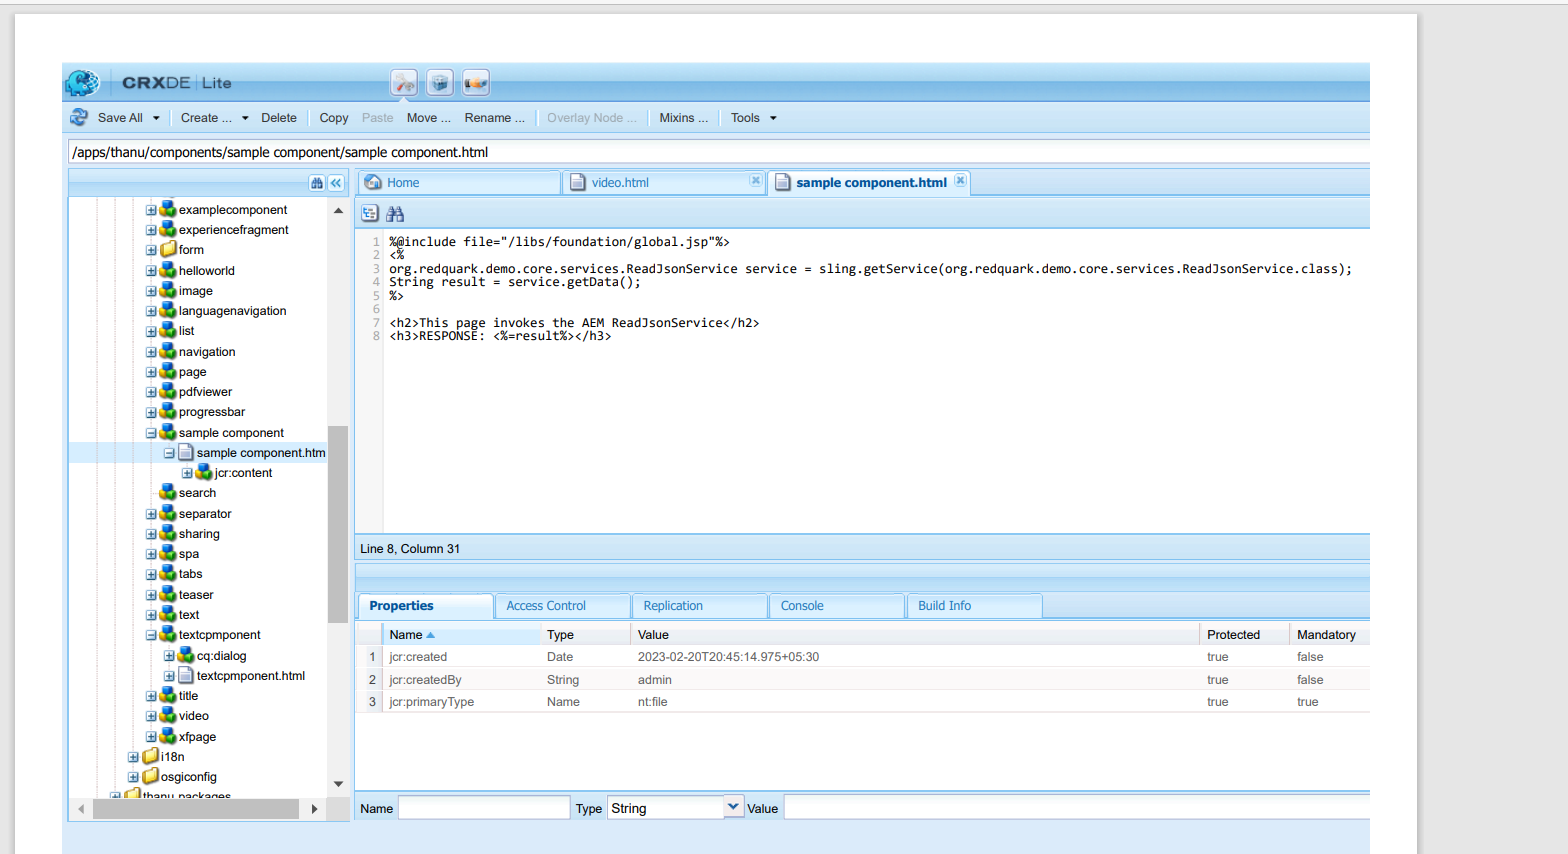 CRXDE | Lite
Save All Create ... Delete Copy Paste Move ... Rename ... Overlay Node ... Mixins ... Tools
/apps/thanu/components/sample component/sample component.html
Home video.html sample component.html
examplecomponent
experiencefragment
form
helloworld
image
languagenavigation
list
navigation
page
pdfviewer
progressbar
sample component
sample component.htm
jcr:content
search
separator
sharing
spa
tabs
teaser
text
textcpmponent
cq:dialog
textcpmponent.html
title
video
xfpage
i18n
osgiconfig
thanu packages
1 %@include file="/libs/foundation/global.jsp"%>
2 <%
3 org.redquark.demo.core.services.ReadJsonService service = sling.getService(org.redquark.demo.core.services.ReadJsonService.class);
4 String result = service.getData();
5 %>
6
7 <h2>This page invokes the AEM ReadJsonService</h2>
8 <h3>RESPONSE: <%=result%></h3>
Line 8, Column 31
Properties Access Control Replication Console Build Info
Name Type Value Protected Mandatory
1 jcr:created Date 2023-02-20T20:45:14.975+05:30 true false
2 jcr:createdBy String admin true false
3 jcr:primaryType Name nt:file true true
Name Type String Value